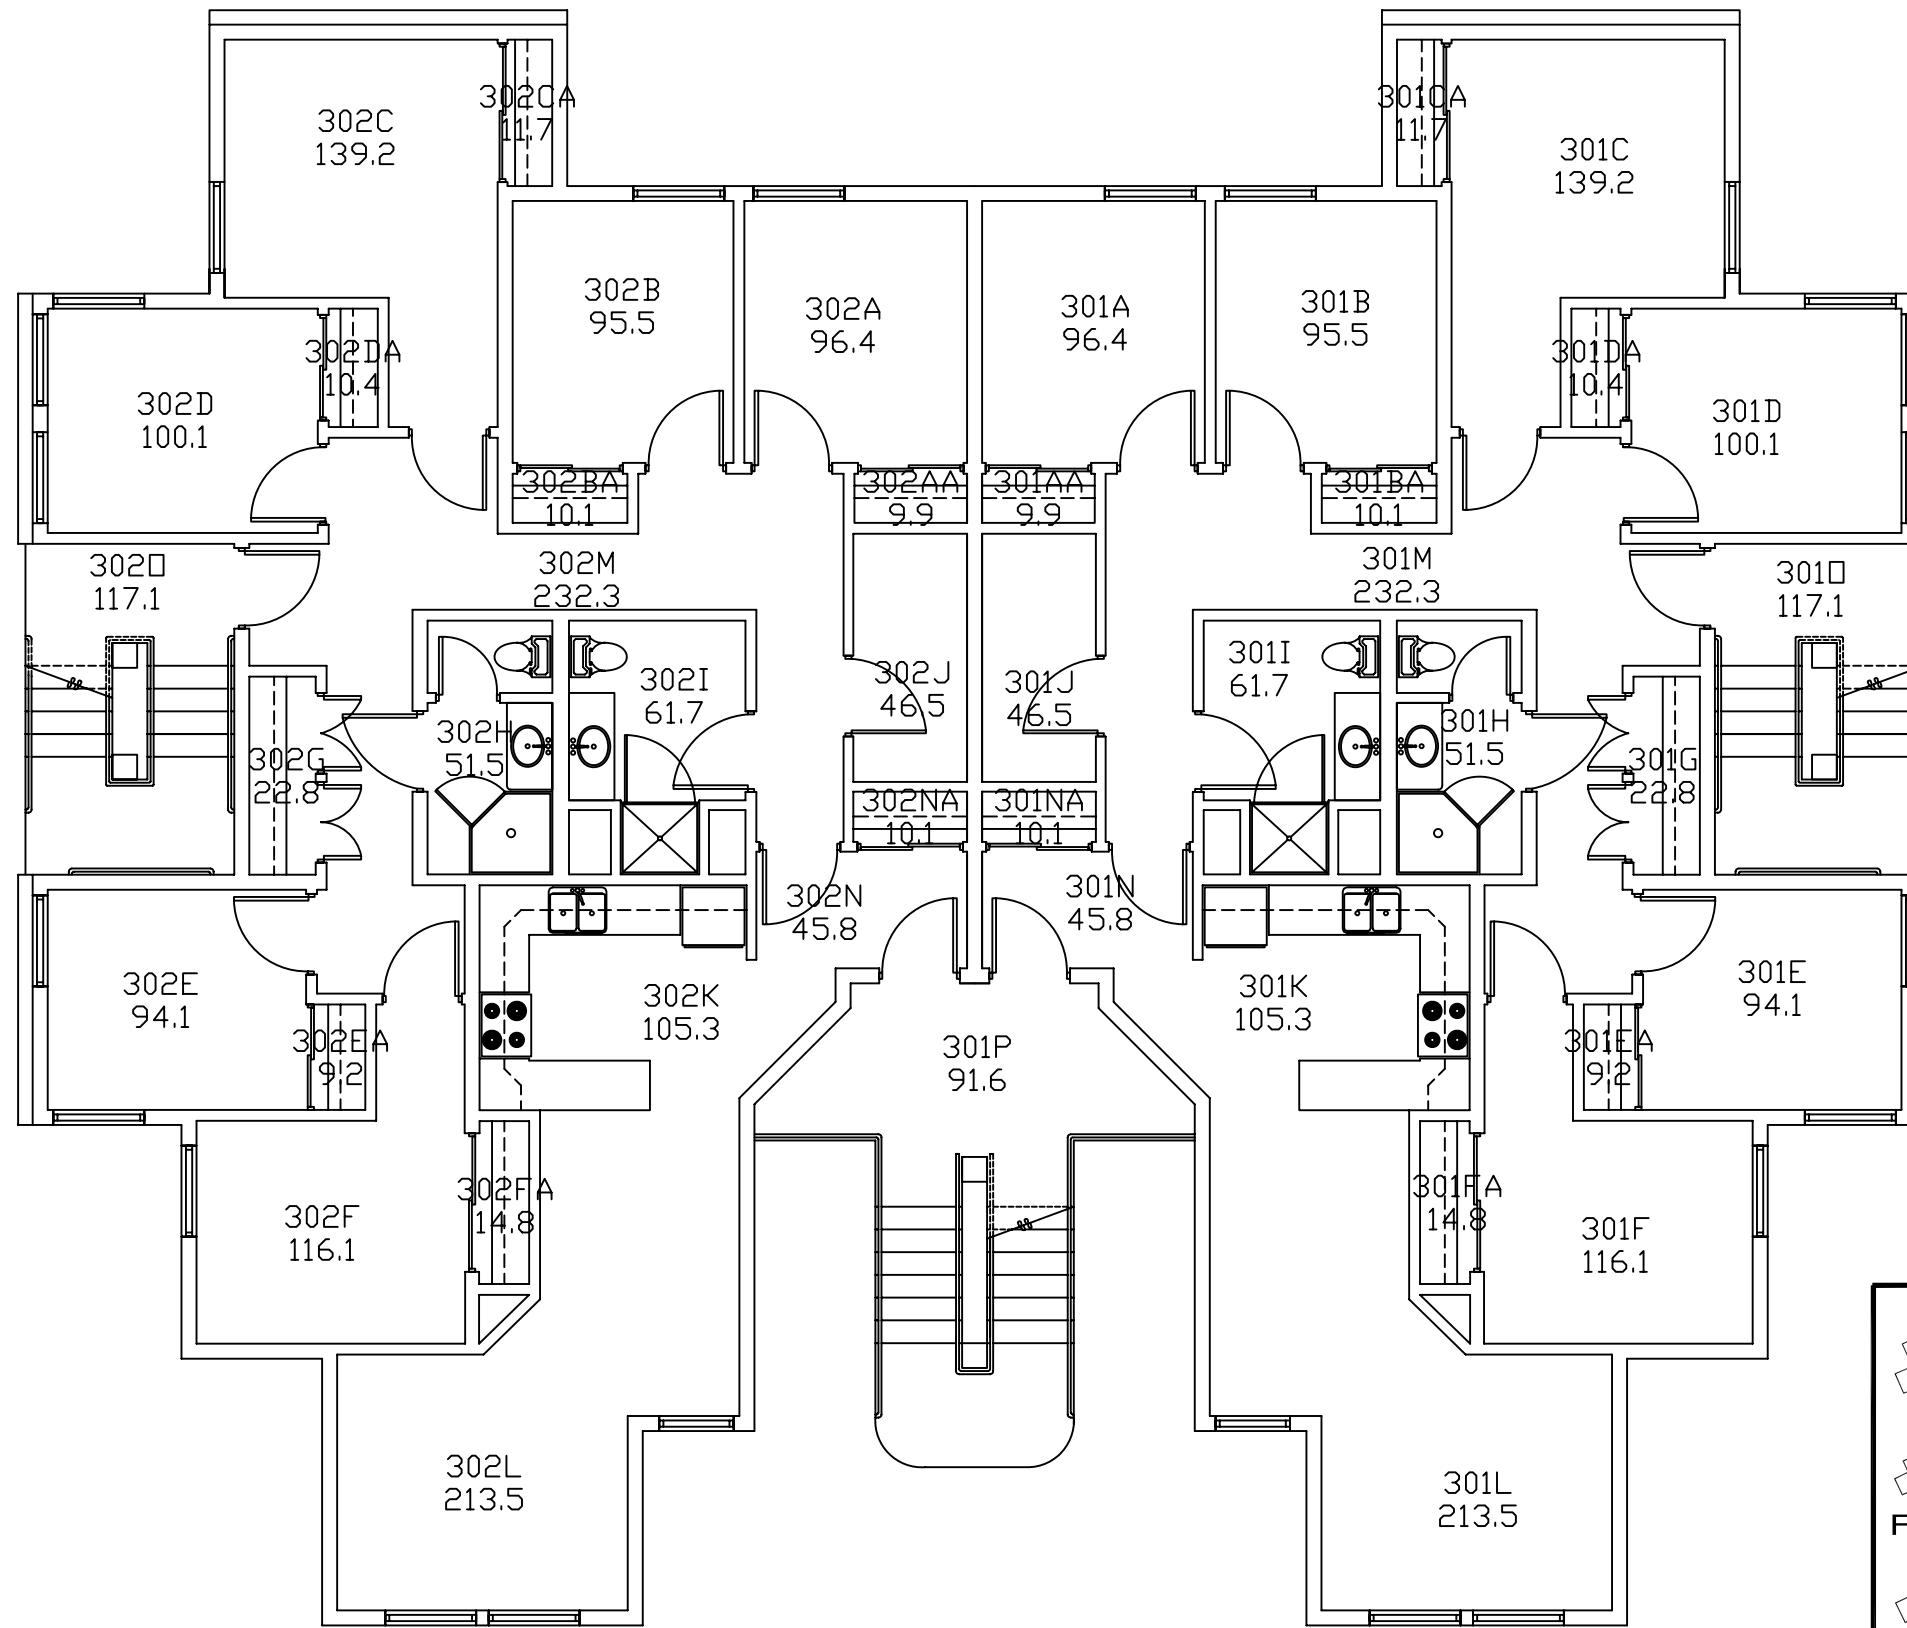 302CA
11.7
301CA
11.7
302C
139.2
301C
139.2
302B
95.5
302A
96.4
301A
96.4
301B
95.5
302DA
10.4
301DA
10.4
302D
100.1
301D
100.1
302BA
10.1
302AA
9.9
301AA
9.9
301BA
10.1
302O
117.1
302M
232.3
301M
232.3
301O
117.1
302I
61.7
302J
46.5
301J
46.5
301I
61.7
302H
51.5
301H
51.5
302G
22.8
301G
22.8
302NA
10.1
301NA
10.1
302N
45.8
301N
45.8
302E
94.1
302K
105.3
301K
105.3
301E
94.1
302EA
9.2
301P
91.6
301EA
9.2
302FA
14.8
301FA
14.8
302F
116.1
301F
116.1
302L
213.5
301L
213.5
F